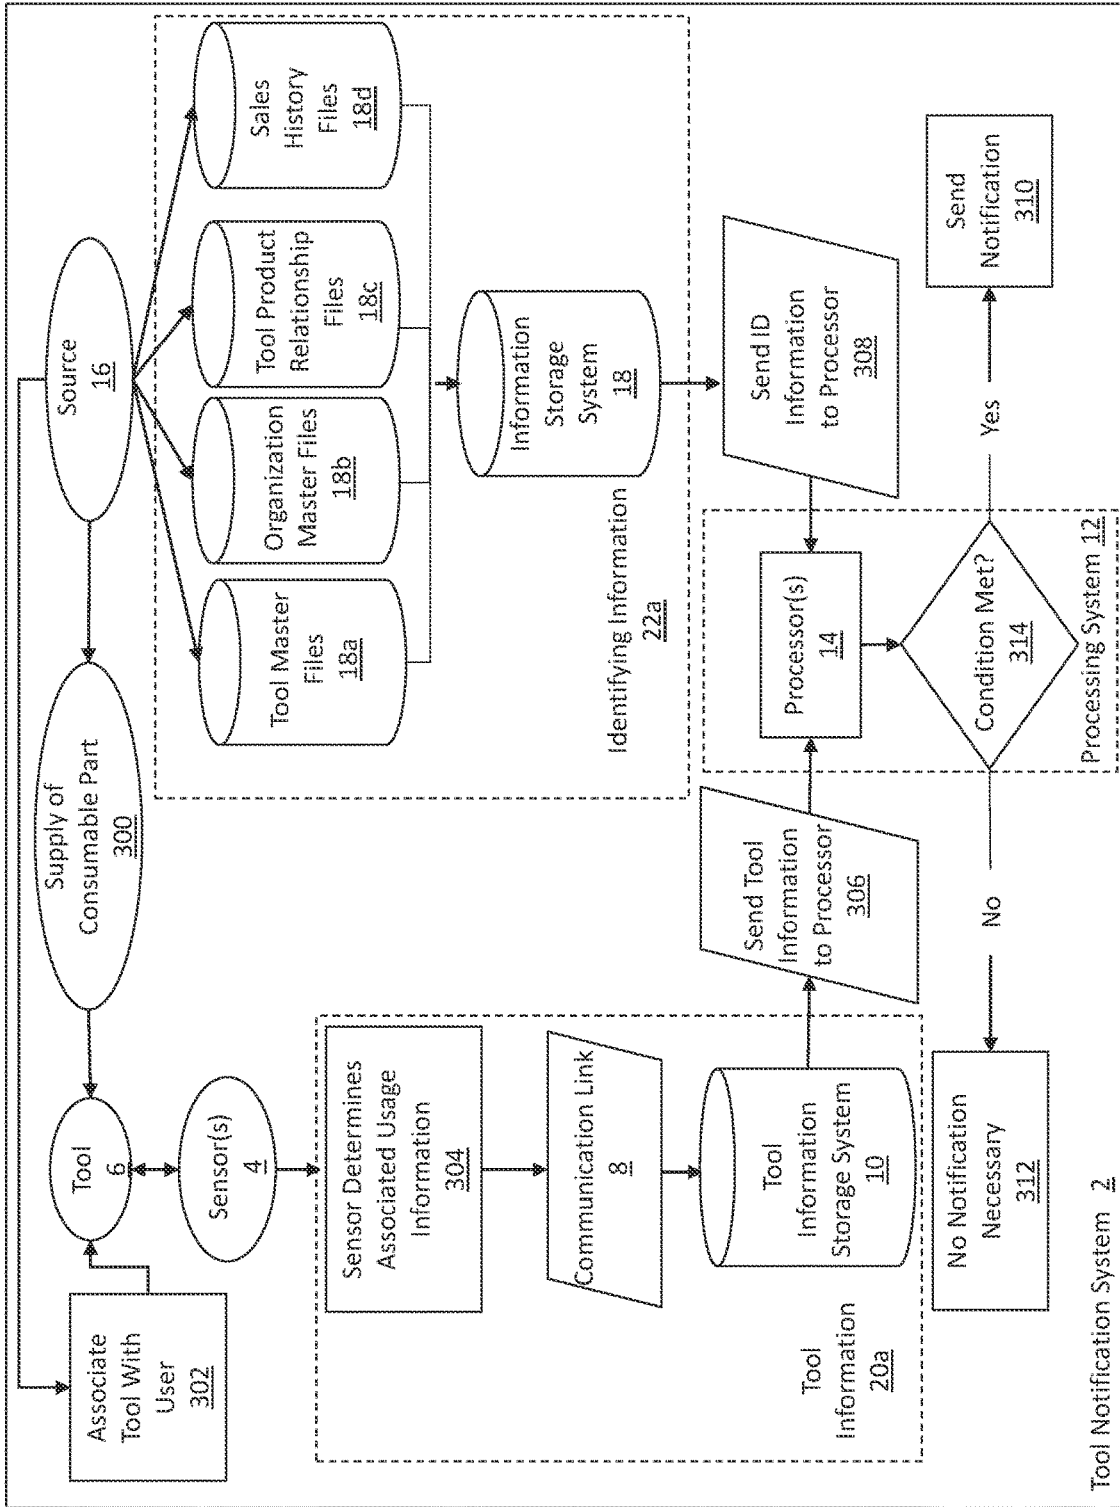 Associate
Tool With
User
302
Tool
6
Supply of
Consumable Part
300
Source
16
Sensor(s)
4
Sensor Determines
Associated Usage
Information
304
Communication Link
8
Tool
Information
Storage System
10
Tool
Information
20a
Tool Master
Files
18a
Organization
Master Files
18b
Tool Product
Relationship
Files
18c
Sales
History
Files
18d
Information
Storage
System
18
Identifying Information
22a
Send Tool
Information
to Processor
306
Processor(s)
14
Send ID
Information
to Processor
308
No Notification
Necessary
312
No
Condition Met?
314
Yes
Send
Notification
310
Processing System 12
Tool Notification System 2